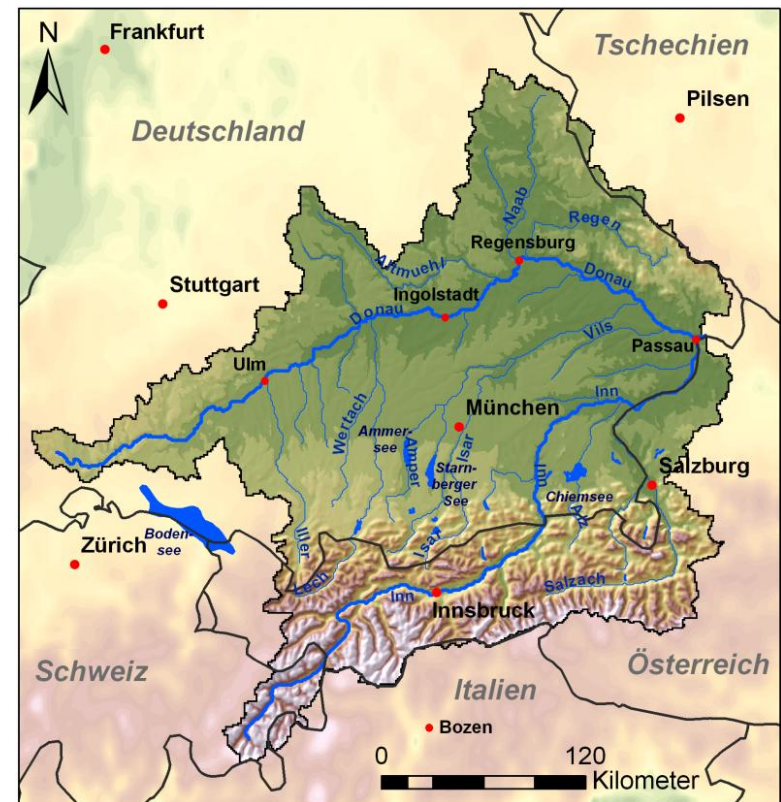 N
Frankfurt
Tschechien
Pilsen
Deutschland
Naab
Regen
Regensburg
Altmuehl
Donau
Stuttgart
Ingolstadt
Donau
Vils
Passau
Ulm
Inn
Wertach
München
Ammer-
see
Amper
Isar
Starn-
berger
See
Inn
Salzburg
Chiemsee
Alz
Boden-
see
Zürich
Iller
Isar
Lech
Inn
Salzach
Innsbruck
Schweiz
Österreich
Italien
Bozen
0 120
Kilometer